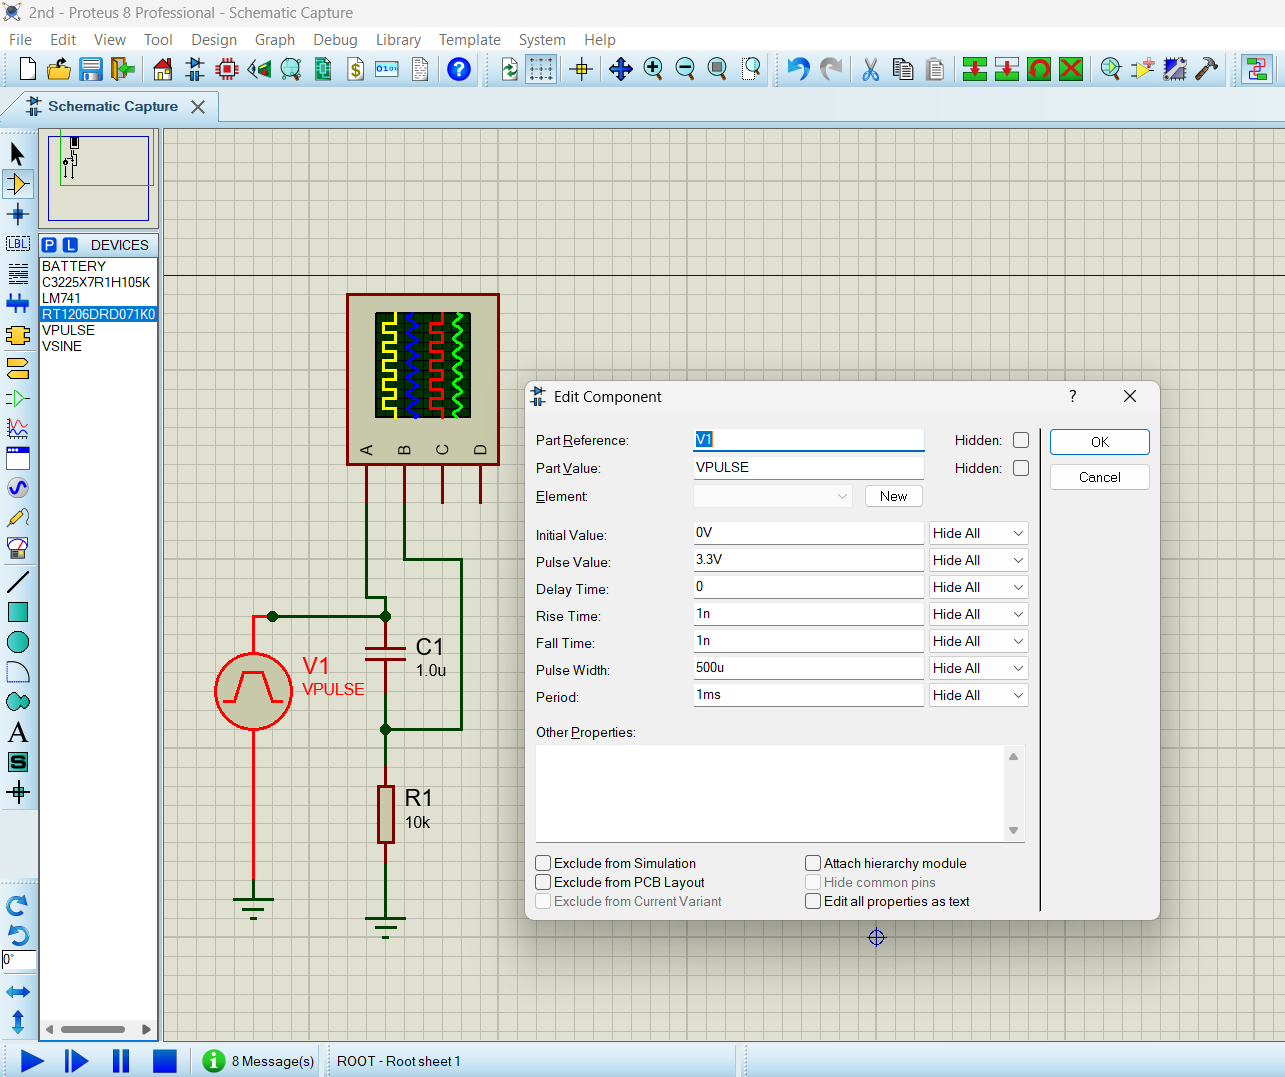 2nd - Proteus 8 Professional - Schematic Capture
File Edit View Tool Design Graph Debug Library Template System Help
$ 0101 ?
Schematic Capture
LBL
P L DEVICES
BATTERY
C3225X7R1H105K
LM741
RT1206DRD071K0
VPULSE
VSINE
A
S
0°
A B C D
V1
VPULSE
C1
1.0u
R1
10k
Edit Component ?
Part Reference: V1 Hidden: OK
Part Value: VPULSE Hidden: Cancel
Element: New
Initial Value: 0V Hide All
Pulse Value: 3.3V Hide All
Delay Time: 0 Hide All
Rise Time: 1n Hide All
Fall Time: 1n Hide All
Pulse Width: 500u Hide All
Period: 1ms Hide All
Other Properties:
Exclude from Simulation Attach hierarchy module
Exclude from PCB Layout Hide common pins
Exclude from Current Variant Edit all properties as text
8 Message(s) ROOT - Root sheet 1